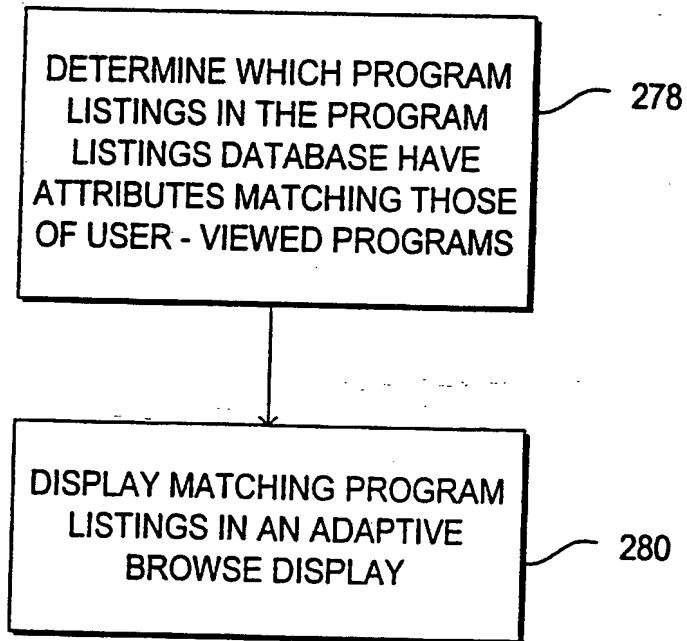 DETERMINE WHICH PROGRAM
LISTINGS IN THE PROGRAM
LISTINGS DATABASE HAVE
ATTRIBUTES MATCHING THOSE
OF USER - VIEWED PROGRAMS
278
DISPLAY MATCHING PROGRAM
LISTINGS IN AN ADAPTIVE
BROWSE DISPLAY
280